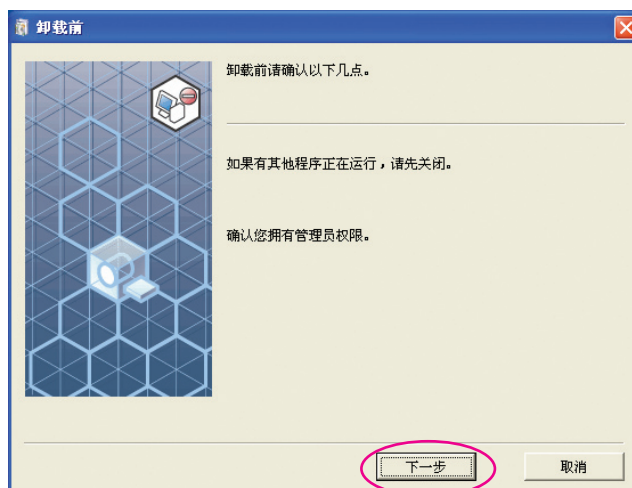 卸载前
卸载前请确认以下几点。
如果有其他程序正在运行，请先关闭。
确认您拥有管理员权限。
下一步
取消